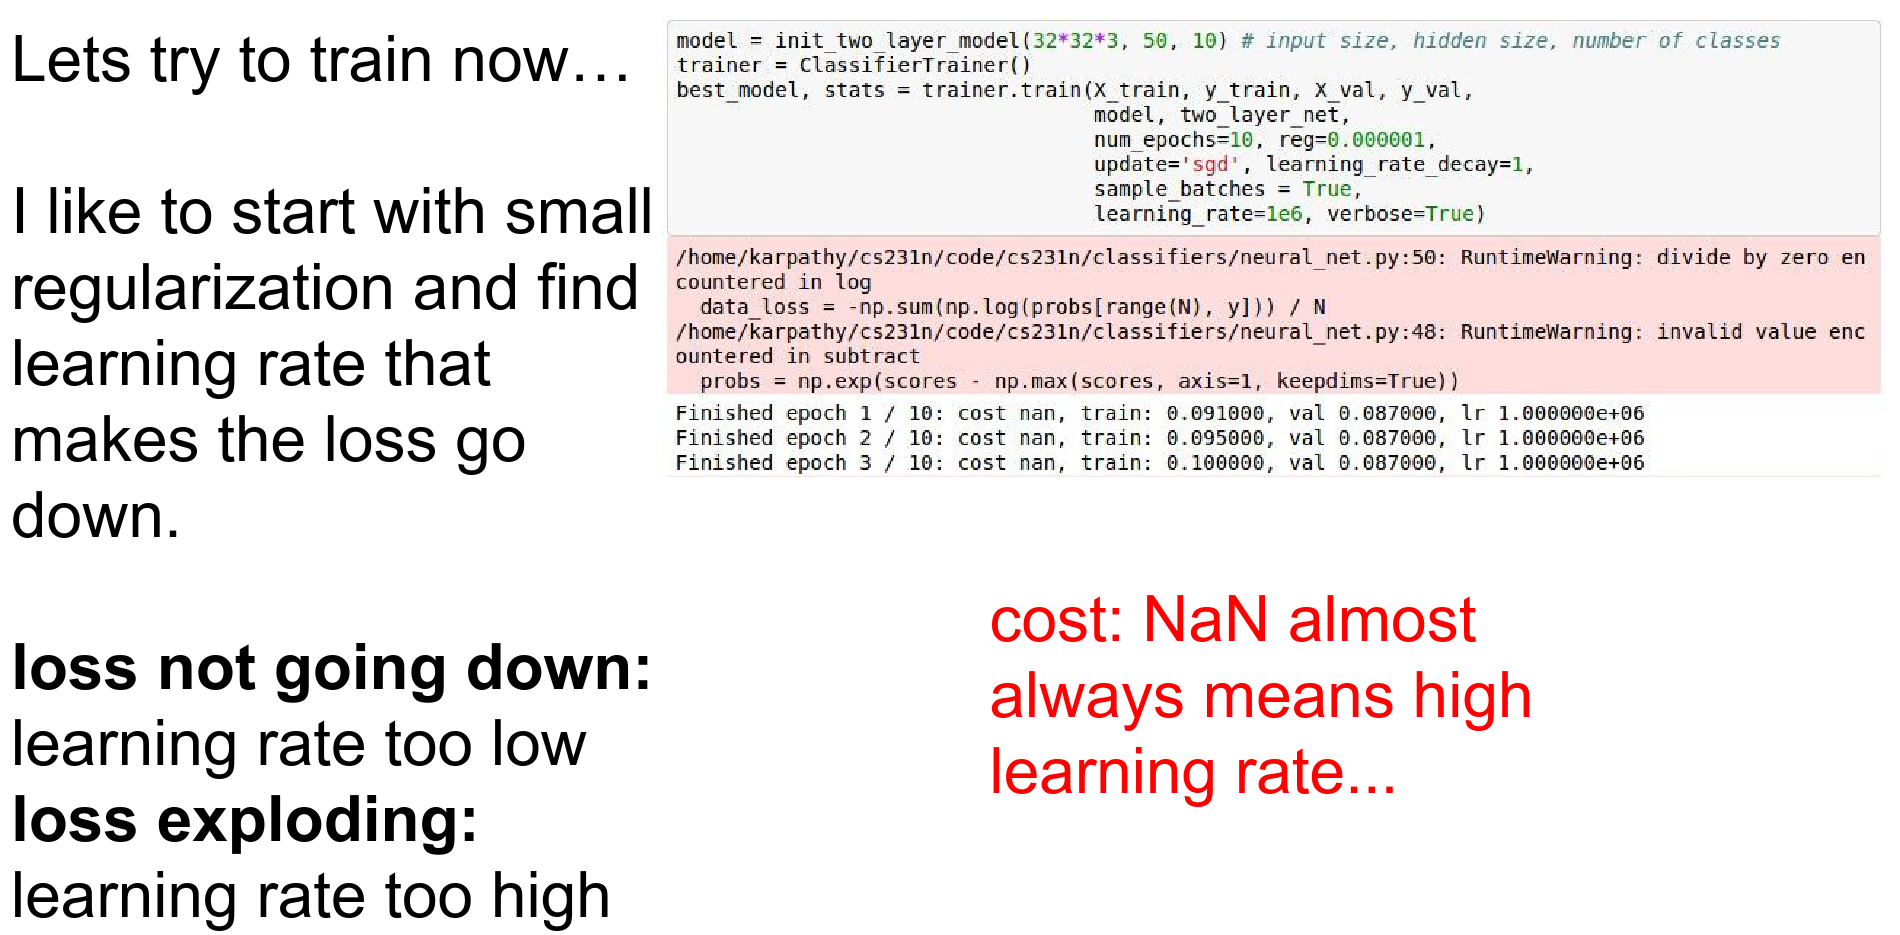 Lets try to train now…
I like to start with small
regularization and find
learning rate that
makes the loss go
down.
loss not going down:
learning rate too low
loss exploding:
learning rate too high
model = init_two_layer_model(32*32*3, 50, 10) # input size, hidden size, number of classes
trainer = ClassifierTrainer()
best_model, stats = trainer.train(X_train, y_train, X_val, y_val,
model, two_layer_net,
num_epochs=10, reg=0.000001,
update='sgd', learning_rate_decay=1,
sample_batches = True,
learning_rate=1e6, verbose=True)
/home/karpathy/cs231n/code/cs231n/classifiers/neural_net.py:50: RuntimeWarning: divide by zero en
countered in log
data_loss = -np.sum(np.log(probs[range(N), y])) / N
/home/karpathy/cs231n/code/cs231n/classifiers/neural_net.py:48: RuntimeWarning: invalid value enc
ountered in subtract
probs = np.exp(scores - np.max(scores, axis=1, keepdims=True))
Finished epoch 1 / 10: cost nan, train: 0.091000, val 0.087000, lr 1.000000e+06
Finished epoch 2 / 10: cost nan, train: 0.095000, val 0.087000, lr 1.000000e+06
Finished epoch 3 / 10: cost nan, train: 0.100000, val 0.087000, lr 1.000000e+06
cost: NaN almost
always means high
learning rate...